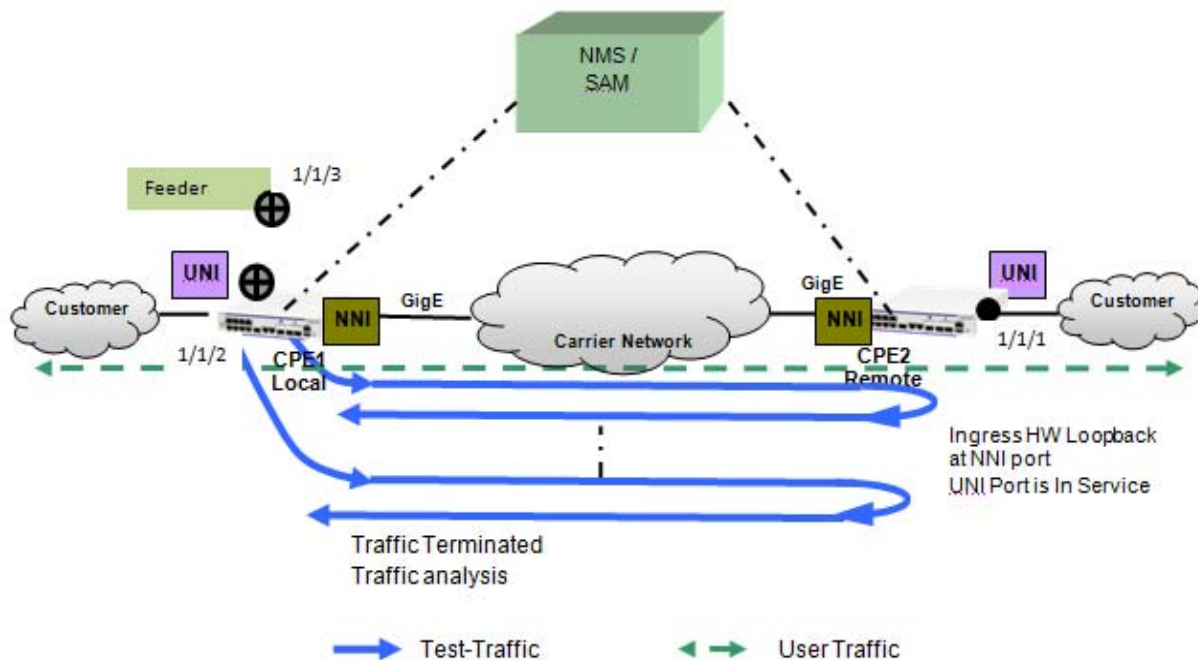 NMS /
SAM
1/1/3
Feeder
UNI
UNI
GigE
GigE
Customer
NNI
NNI
Customer
Carrier Network
1/1/2
1/1/1
CPE1
Local
CPE2
Remote
Ingress HW Loopback
at NNI port
UNI Port is In Service
Traffic Terminated
Traffic analysis
Test-Traffic
User Traffic